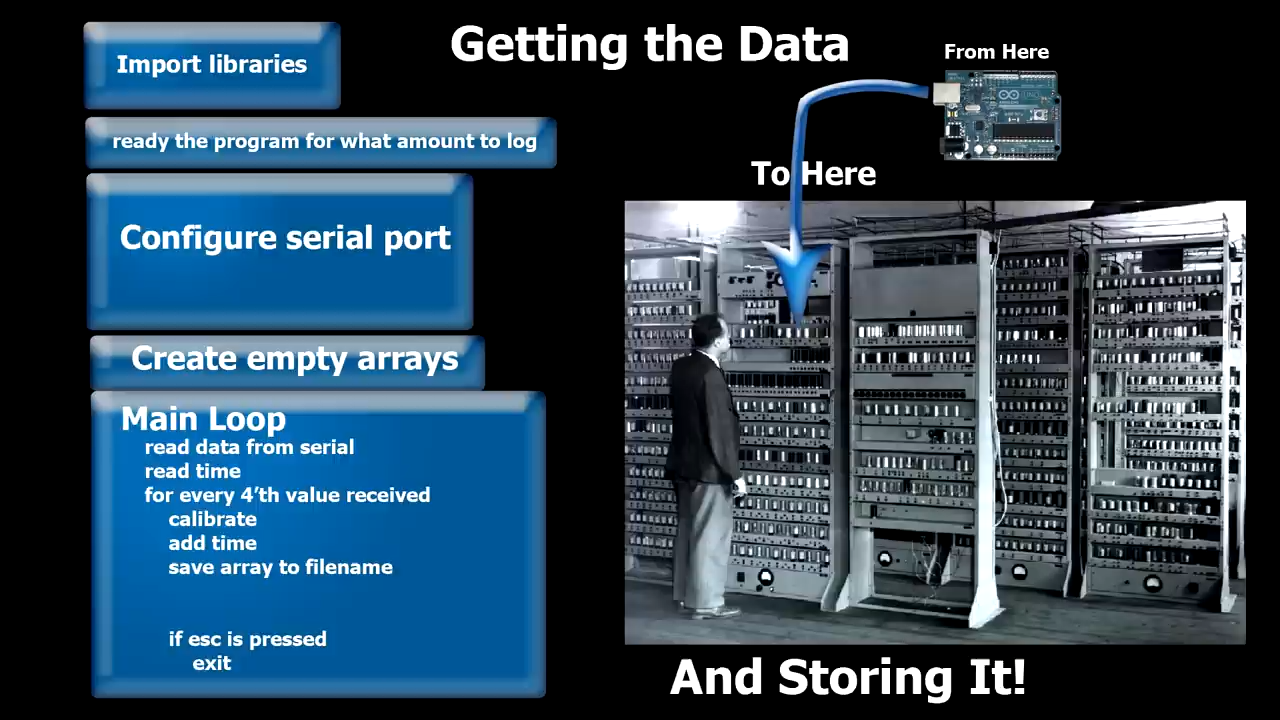 Getting the Data
Import libraries
ready the program for what amount to log
Configure serial port
Create empty arrays
Main Loop
read data from serial
read time
for every 4'th value received
calibrate
add time
save array to filename
if esc is pressed
exit
From Here
To Here
And Storing It!